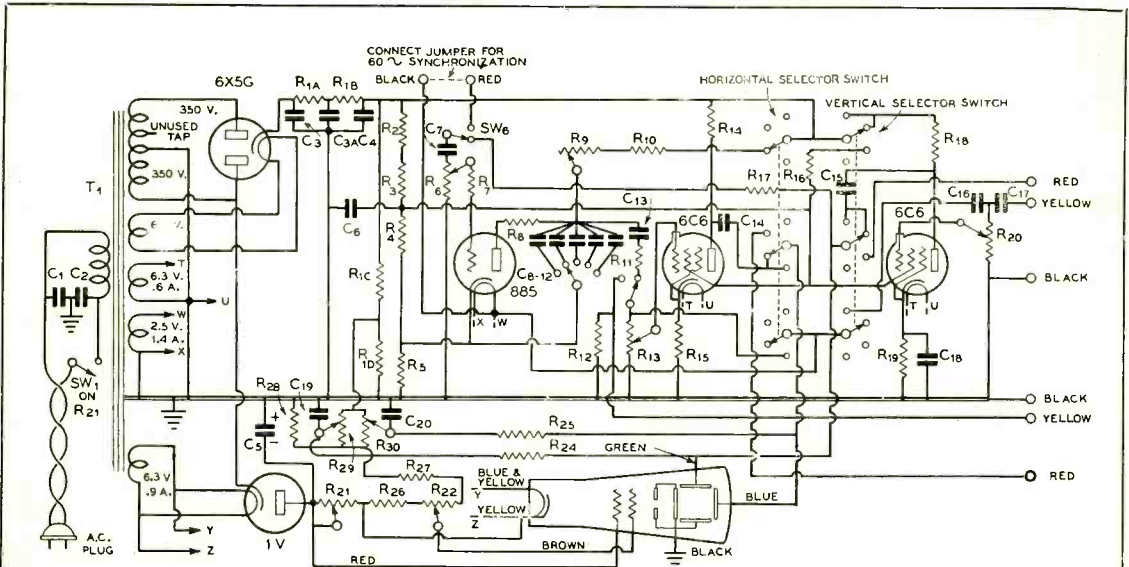 CONNECT JUMPER FOR
60 ∿ SYNCHRONIZATION
BLACK
RED
6X5G
R1A
R1B
HORIZONTAL SELECTOR SWITCH
VERTICAL SELECTOR SWITCH
350 V.
UNUSED
TAP
350 V.
T1
C3
C3A
C4
R2
R3
R4
C7
SW6
R6
R7
R9
R10
R14
R16
R17
R18
C15
C16
C17
RED
YELLOW
R20
BLACK
C6
R8
C13
6C6
C14
6C6
C1
C2
6.3 V.
.6 A.
T
U
W
X
2.5 V.
1.4 A.
R1C
R1D
R5
C8-12
885
X
W
R11
R12
R13
R15
T
U
T
U
R19
C18
SW1
ON
R21
R28
C19
C5
+
-
R29
R30
C20
R25
R24
GREEN
BLACK
YELLOW
RED
6.3 V
.9 A.
R27
R21
R26
R22
BLUE &
YELLOW
Y
YELLOW
Z
BLUE
A.C.
PLUG
Y
Z
1V
RED
BROWN
BLACK